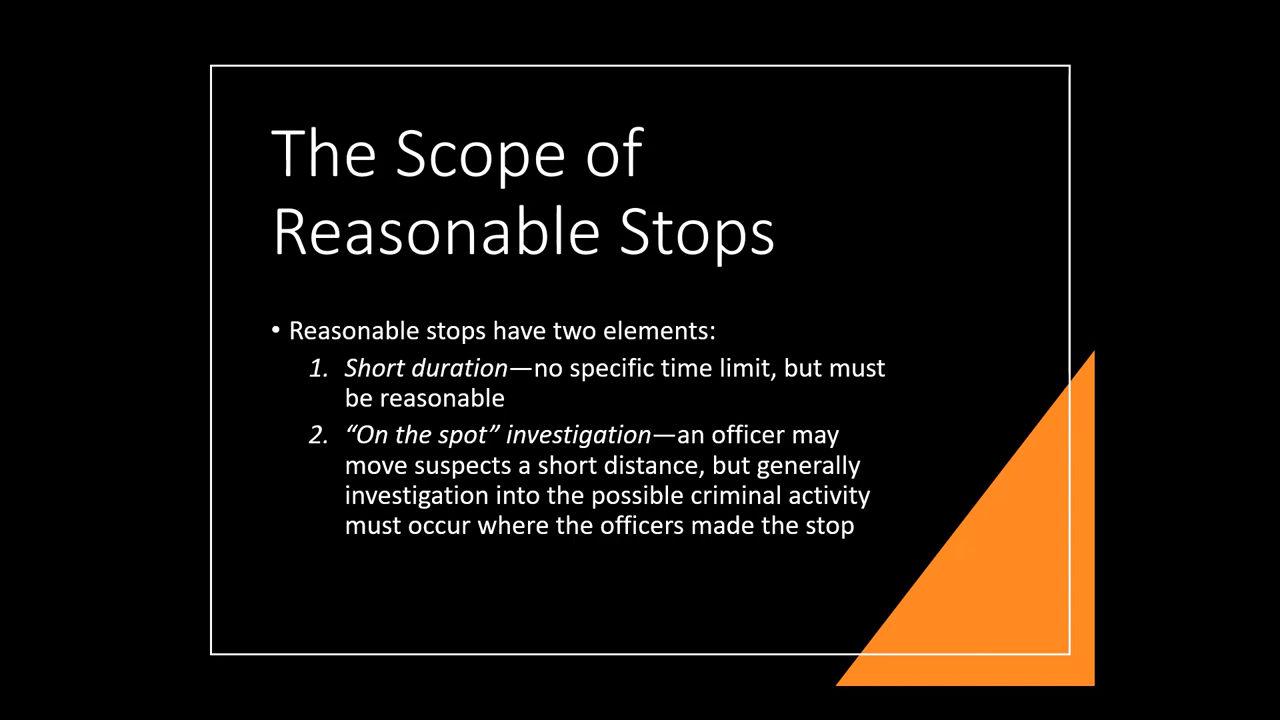 The Scope of
Reasonable Stops
• Reasonable stops have two elements:
1. Short duration—no specific time limit, but must
be reasonable
2. “On the spot” investigation—an officer may
move suspects a short distance, but generally
investigation into the possible criminal activity
must occur where the officers made the stop